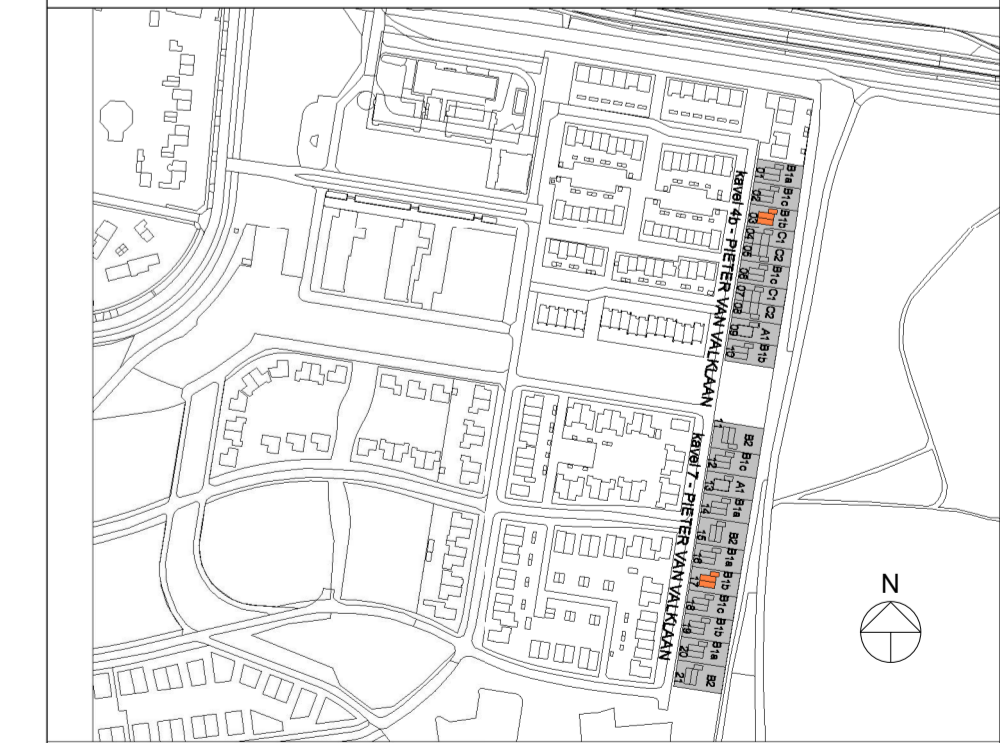 kavel 4b - PIETER VAN VALKLAAN
01 B1a
02 B1c
03 B1b
04 C1
05 C2
06 B1c
07 C1
08 C2
09 A1
10 B1b
kavel 7 - PIETER VAN VALKLAAN
11 B2
12 B1c
13 A1
14 B1a
15 B2
16 B1a
17 B1b
18 B1c
19 B1b
20 B1a
21 B2
N